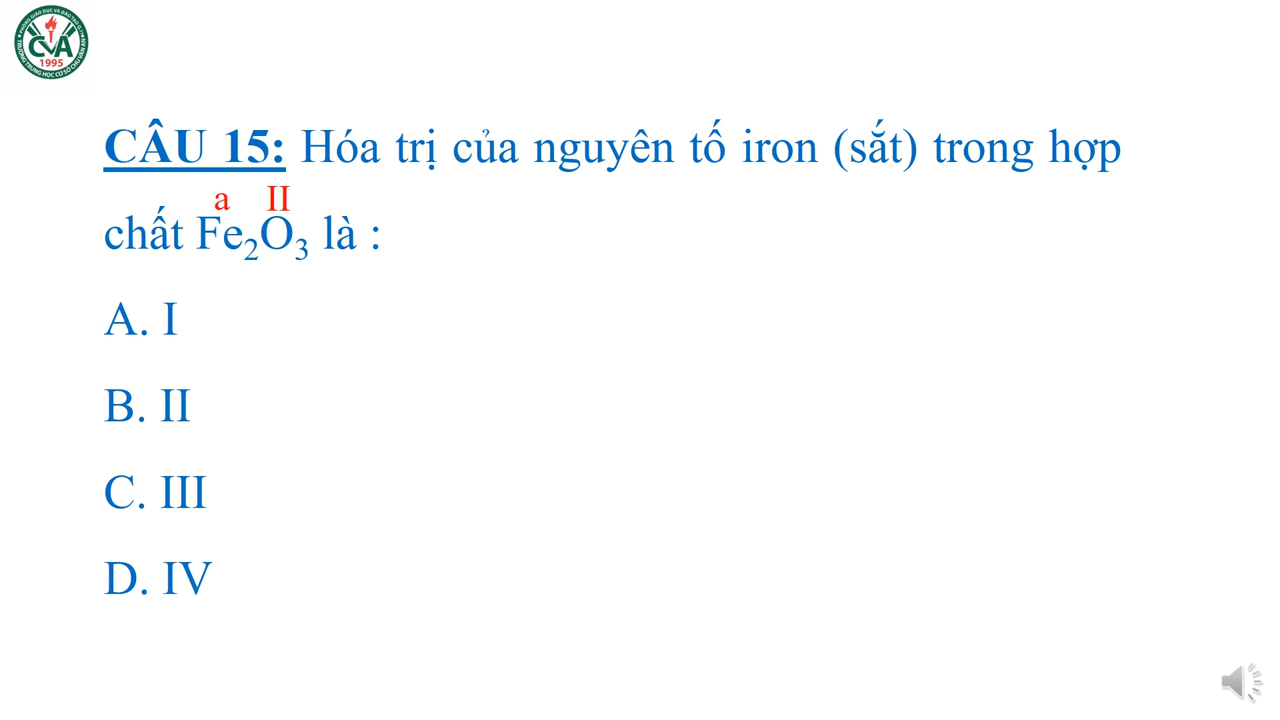 CVA
1995
CÂU 15: Hóa trị của nguyên tố iron (sắt) trong hợp
a II
chất Fe₂O₃ là :
A. I
B. II
C. III
D. IV